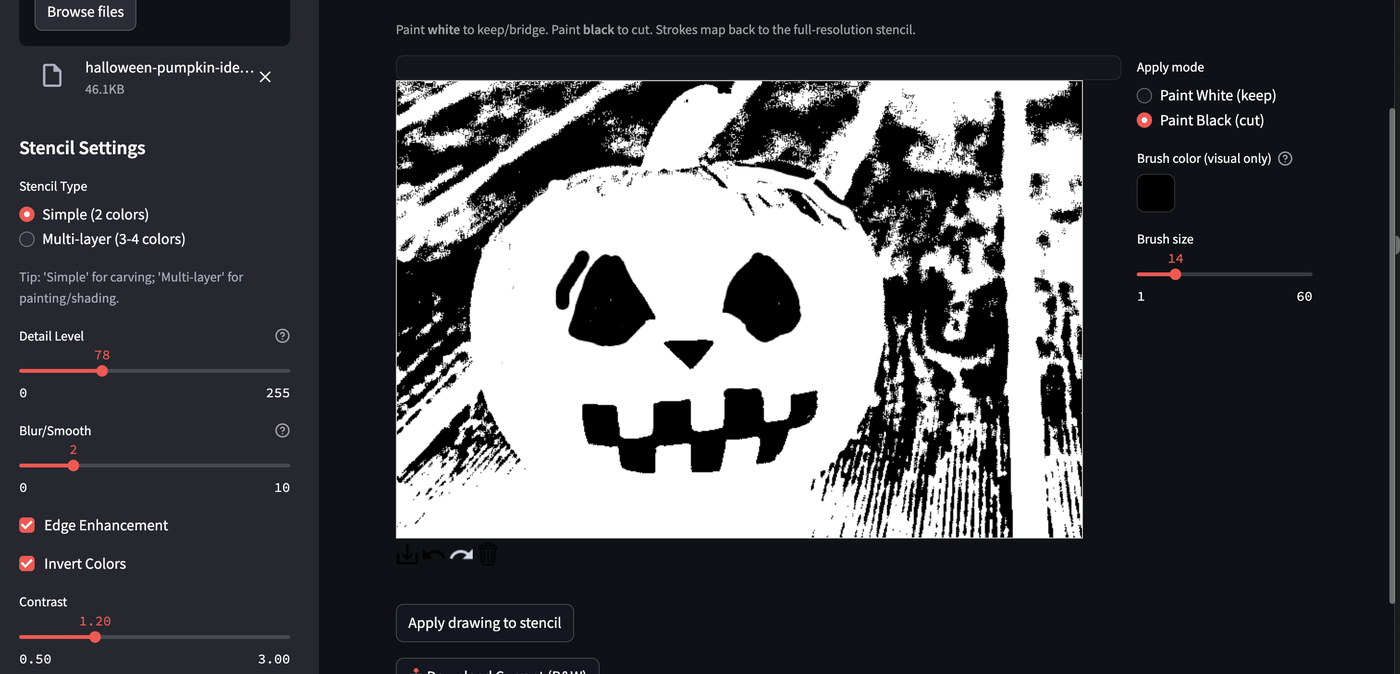 Browse files
halloween-pumpkin-ide...
46.1KB
Stencil Settings
Stencil Type
Simple (2 colors)
Multi-layer (3-4 colors)
Tip: 'Simple' for carving; 'Multi-layer' for
painting/shading.
Detail Level
78
0 255
Blur/Smooth
2
0 10
Edge Enhancement
Invert Colors
Contrast
1.20
0.50 3.00
Paint white to keep/bridge. Paint black to cut. Strokes map back to the full-resolution stencil.
Apply drawing to stencil
Download Current (B&W)
Apply mode
Paint White (keep)
Paint Black (cut)
Brush color (visual only)
Brush size
14
1 60